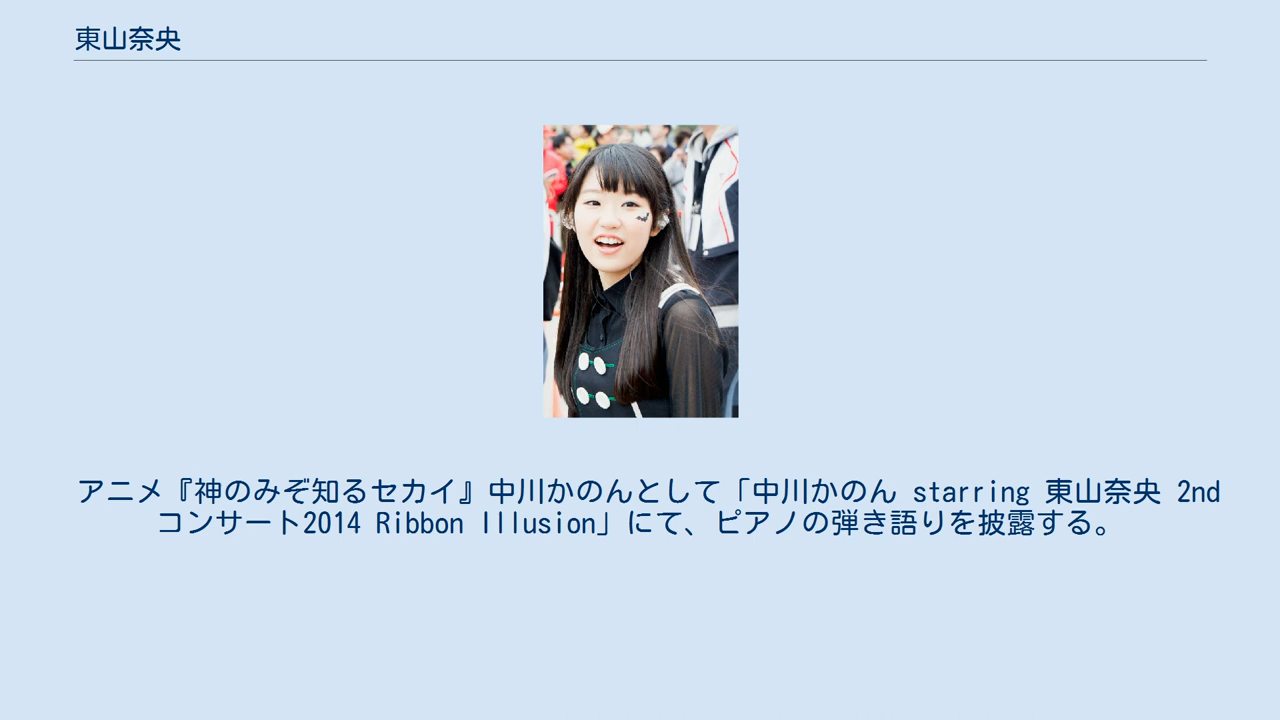 東山奈央
アニメ『神のみぞ知るセカイ』中川かのんとして「中川かのん starring 東山奈央 2nd
コンサート2014 Ribbon Illusion」にて、ピアノの弾き語りを披露する。